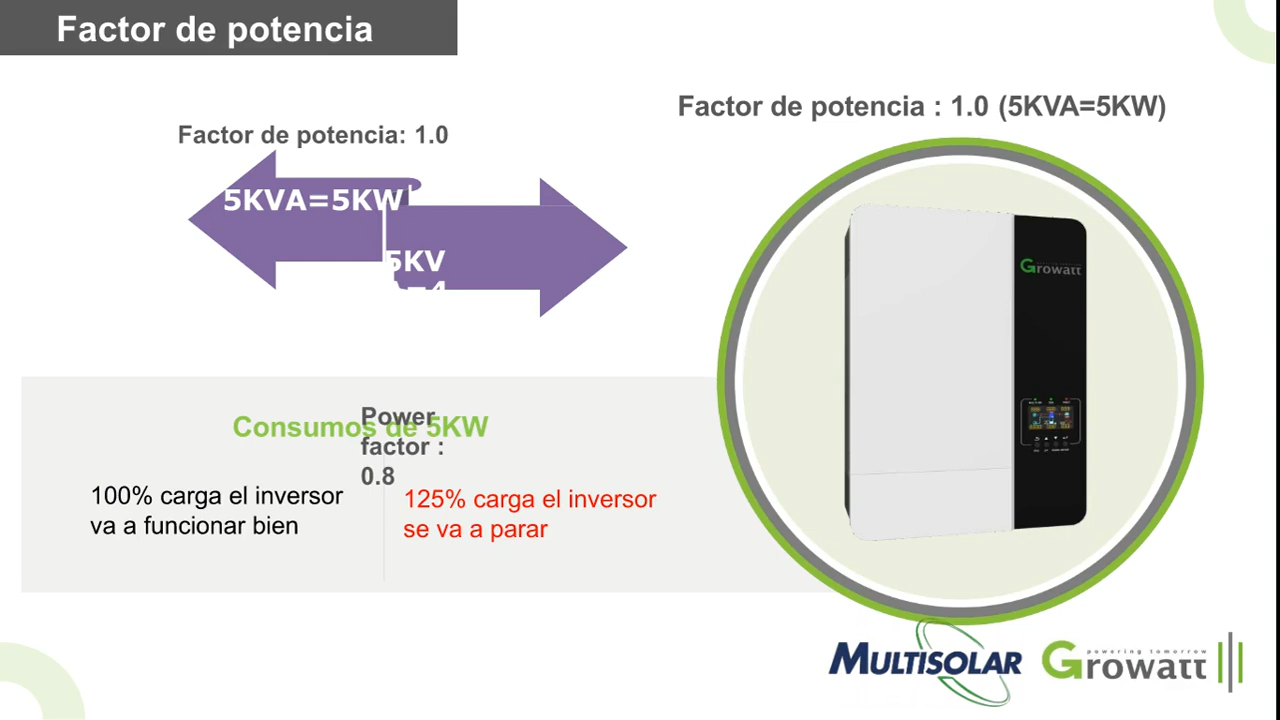 Factor de potencia
Factor de potencia : 1.0 (5KVA=5KW)
Factor de potencia: 1.0
5KVA=5KW
5KV
A=4
Growatt
Consumos de 5KW
Power
factor :
0.8
100% carga el inversor
va a funcionar bien
125% carga el inversor
se va a parar
MULTISOLAR
powering tomorrow
Growatt